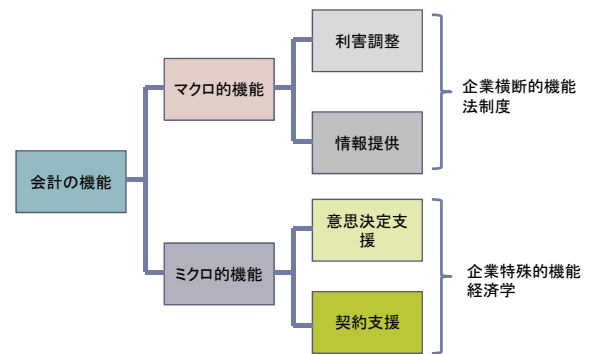 会計の機能
マクロ的機能
利害調整
情報提供
企業横断的機能
法制度
ミクロ的機能
意思決定支
援
契約支援
企業特殊的機能
経済学